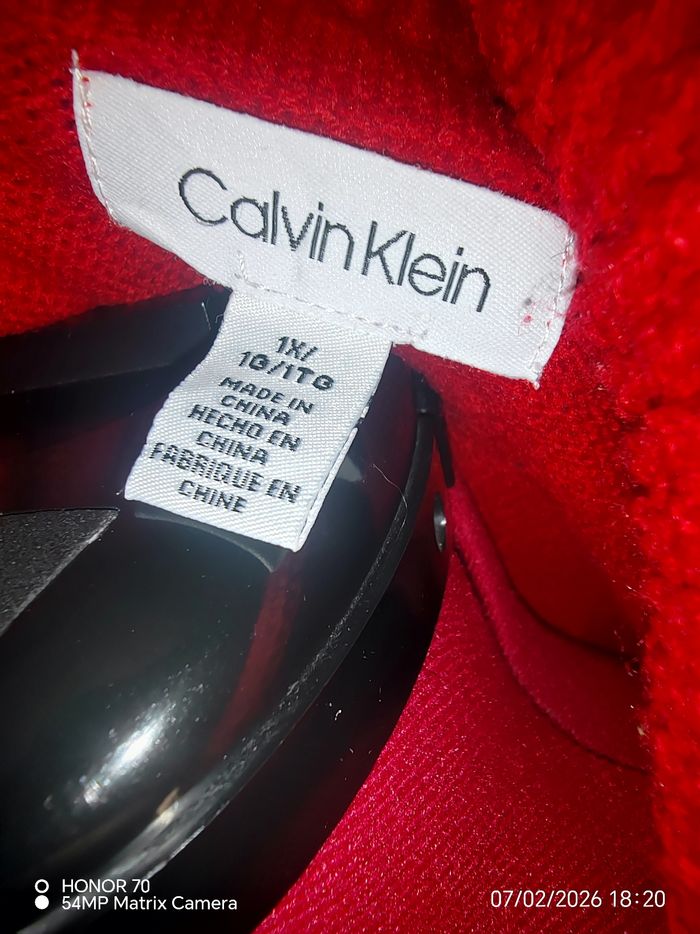 Calvin Klein
1X/
1G/1TG
MADE IN
CHINA
HECHO EN
CHINA
FABRIQUE EN
CHINE
HONOR 70
54MP Matrix Camera
07/02/2026 18:20